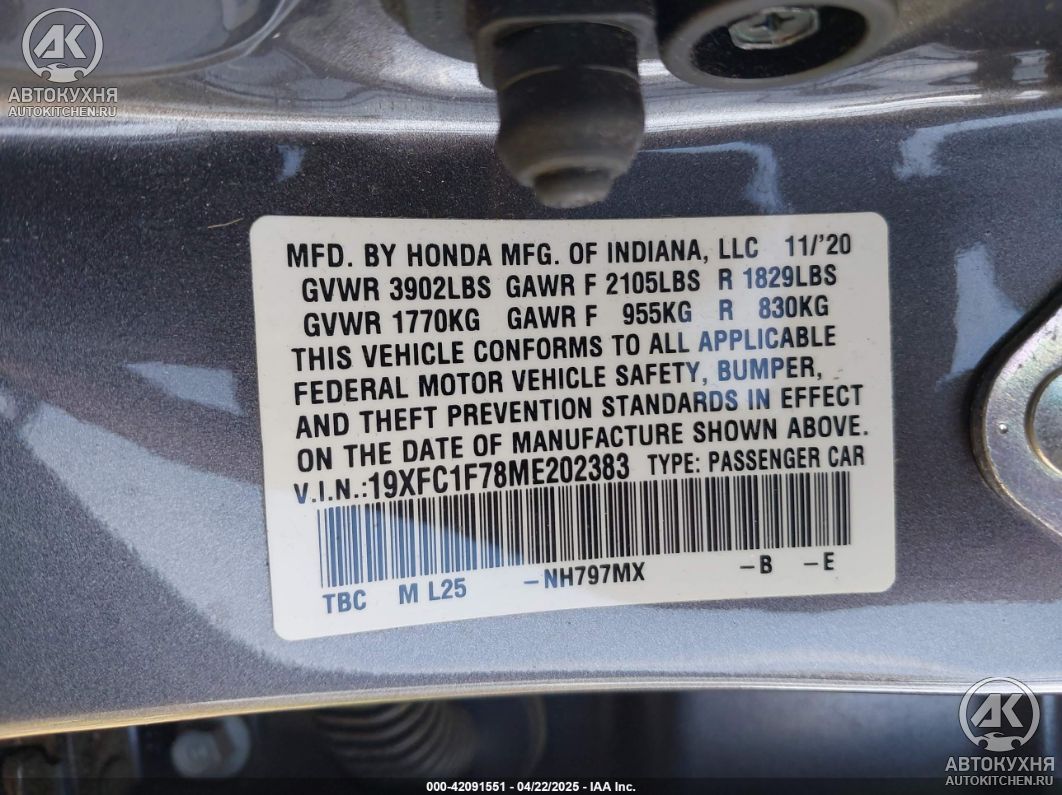 АК
АВТОКУХНЯ
AUTOKITCHEN.RU
MFD. BY HONDA MFG. OF INDIANA, LLC 11/'20
GVWR 3902LBS GAWR F 2105LBS R 1829LBS
GVWR 1770KG GAWR F 955KG R 830KG
THIS VEHICLE CONFORMS TO ALL APPLICABLE
FEDERAL MOTOR VEHICLE SAFETY, BUMPER,
AND THEFT PREVENTION STANDARDS IN EFFECT
ON THE DATE OF MANUFACTURE SHOWN ABOVE.
V.I.N.:19XFC1F78ME202383 TYPE: PASSENGER CAR
TBC M L25 -NH797MX -B -E
АК
АВТОКУХНЯ
AUTOKITCHEN.RU
000-42091551 - 04/22/2025 - IAA Inc.